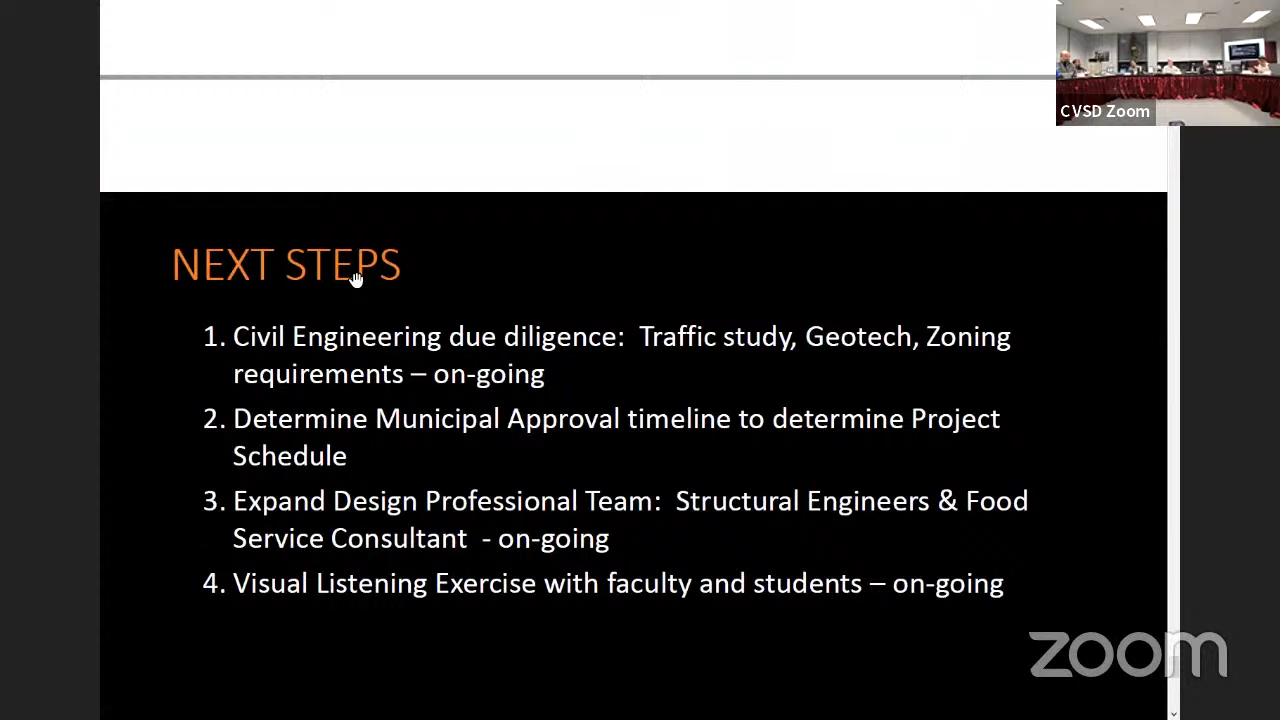 CVSD Zoom
NEXT STEPS
1. Civil Engineering due diligence:  Traffic study, Geotech, Zoning
requirements – on-going
2. Determine Municipal Approval timeline to determine Project
Schedule
3. Expand Design Professional Team:  Structural Engineers & Food
Service Consultant  - on-going
4. Visual Listening Exercise with faculty and students – on-going
zoom